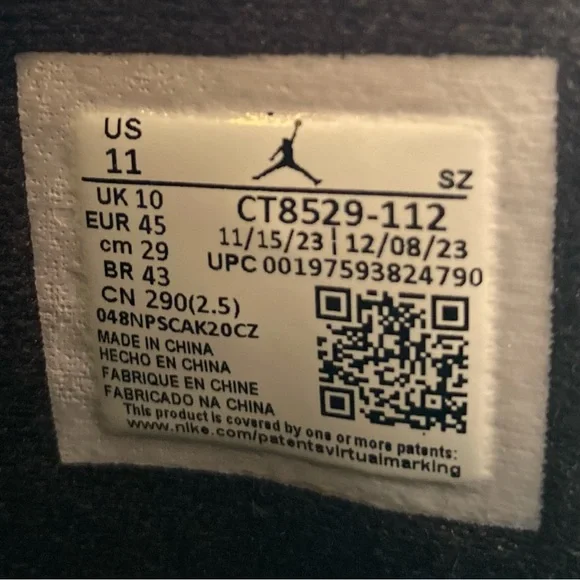 US
11
SZ
UK 10
EUR 45
cm 29
BR 43
CN 290(2.5)
CT8529-112
11/15/23 | 12/08/23
UPC 00197593824790
048NPSCAK20CZ
MADE IN CHINA
HECHO EN CHINA
FABRIQUE EN CHINE
FABRICADO NA CHINA
This product is covered by one or more patents:
www.nike.com/patentsvirtualmarking